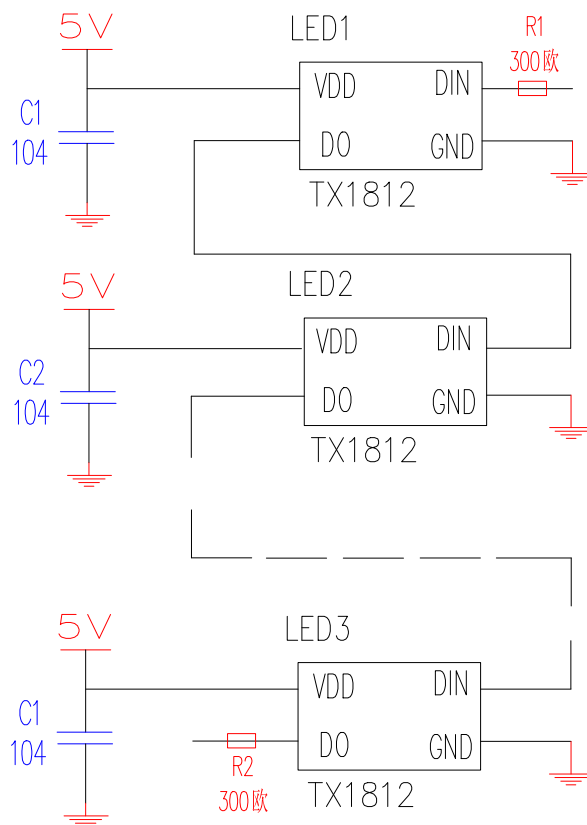 5V
LED1
R1
300欧
C1
104
VDD
DIN
DO
GND
TX1812
5V
LED2
C2
104
VDD
DIN
DO
GND
TX1812
5V
LED3
C1
104
VDD
DIN
DO
GND
R2
300欧
TX1812